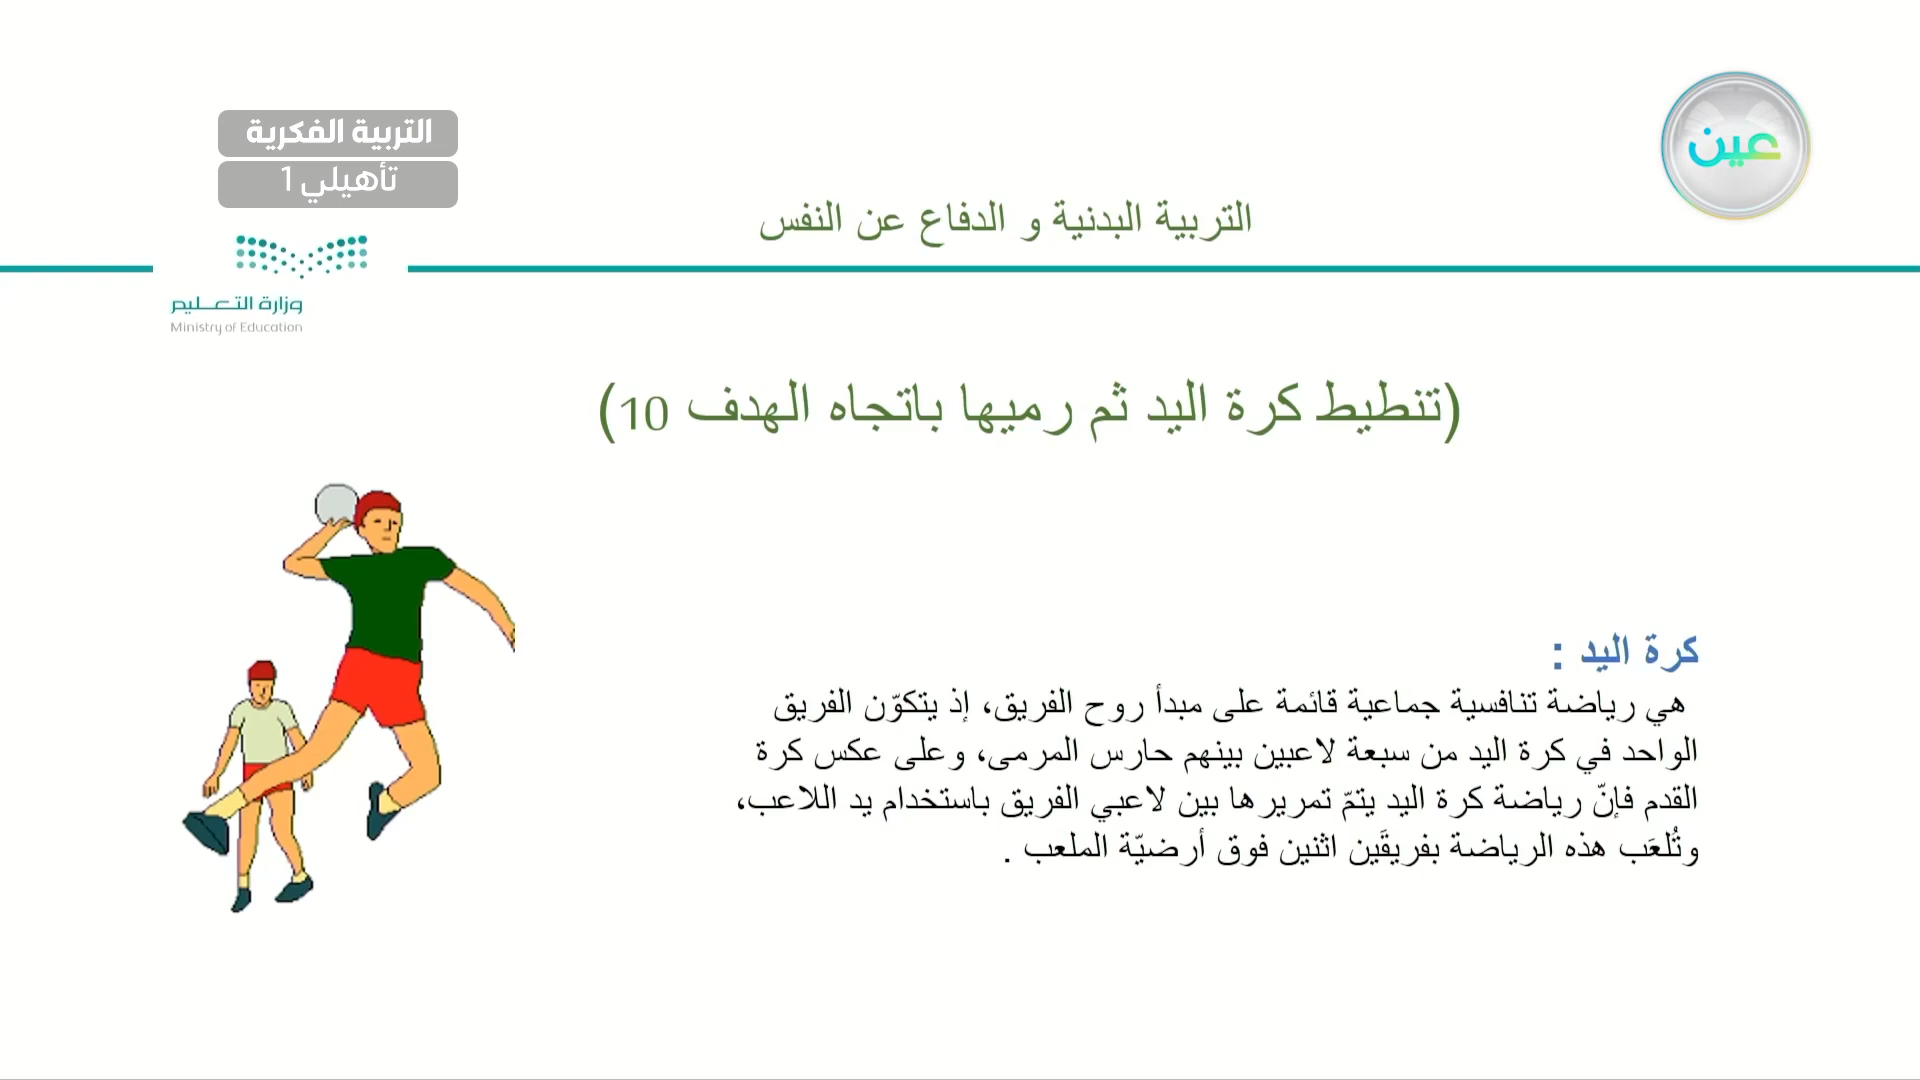 التربية الفكرية
تأهيلي 1
عين
التربية البدنية و الدفاع عن النفس
وزارة التعليم
Ministry of Education
(تنطيط كرة اليد ثم رميها باتجاه الهدف 10)
كرة اليد :
هي رياضة تنافسية جماعية قائمة على مبدأ روح الفريق، إذ يتكوّن الفريق
الواحد في كرة اليد من سبعة لاعبين بينهم حارس المرمى، وعلى عكس كرة
القدم فإنّ رياضة كرة اليد يتمّ تمريرها بين لاعبي الفريق باستخدام يد اللاعب،
وتُلعَب هذه الرياضة بفريقَين اثنين فوق أرضيّة الملعب .